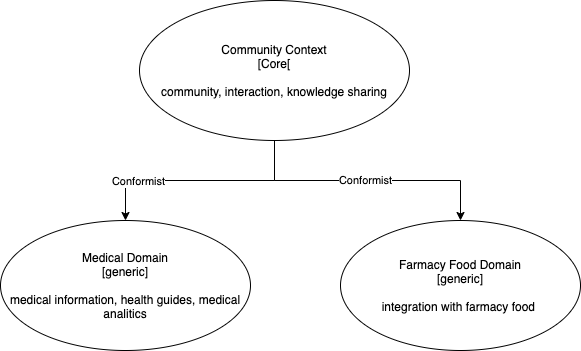 Community Context
[Core[
community, interaction, knowledge sharing
Conformist
Conformist
Medical Domain
[generic]
medical information, health guides, medical
analitics
Farmacy Food Domain
[generic]
integration with farmacy food